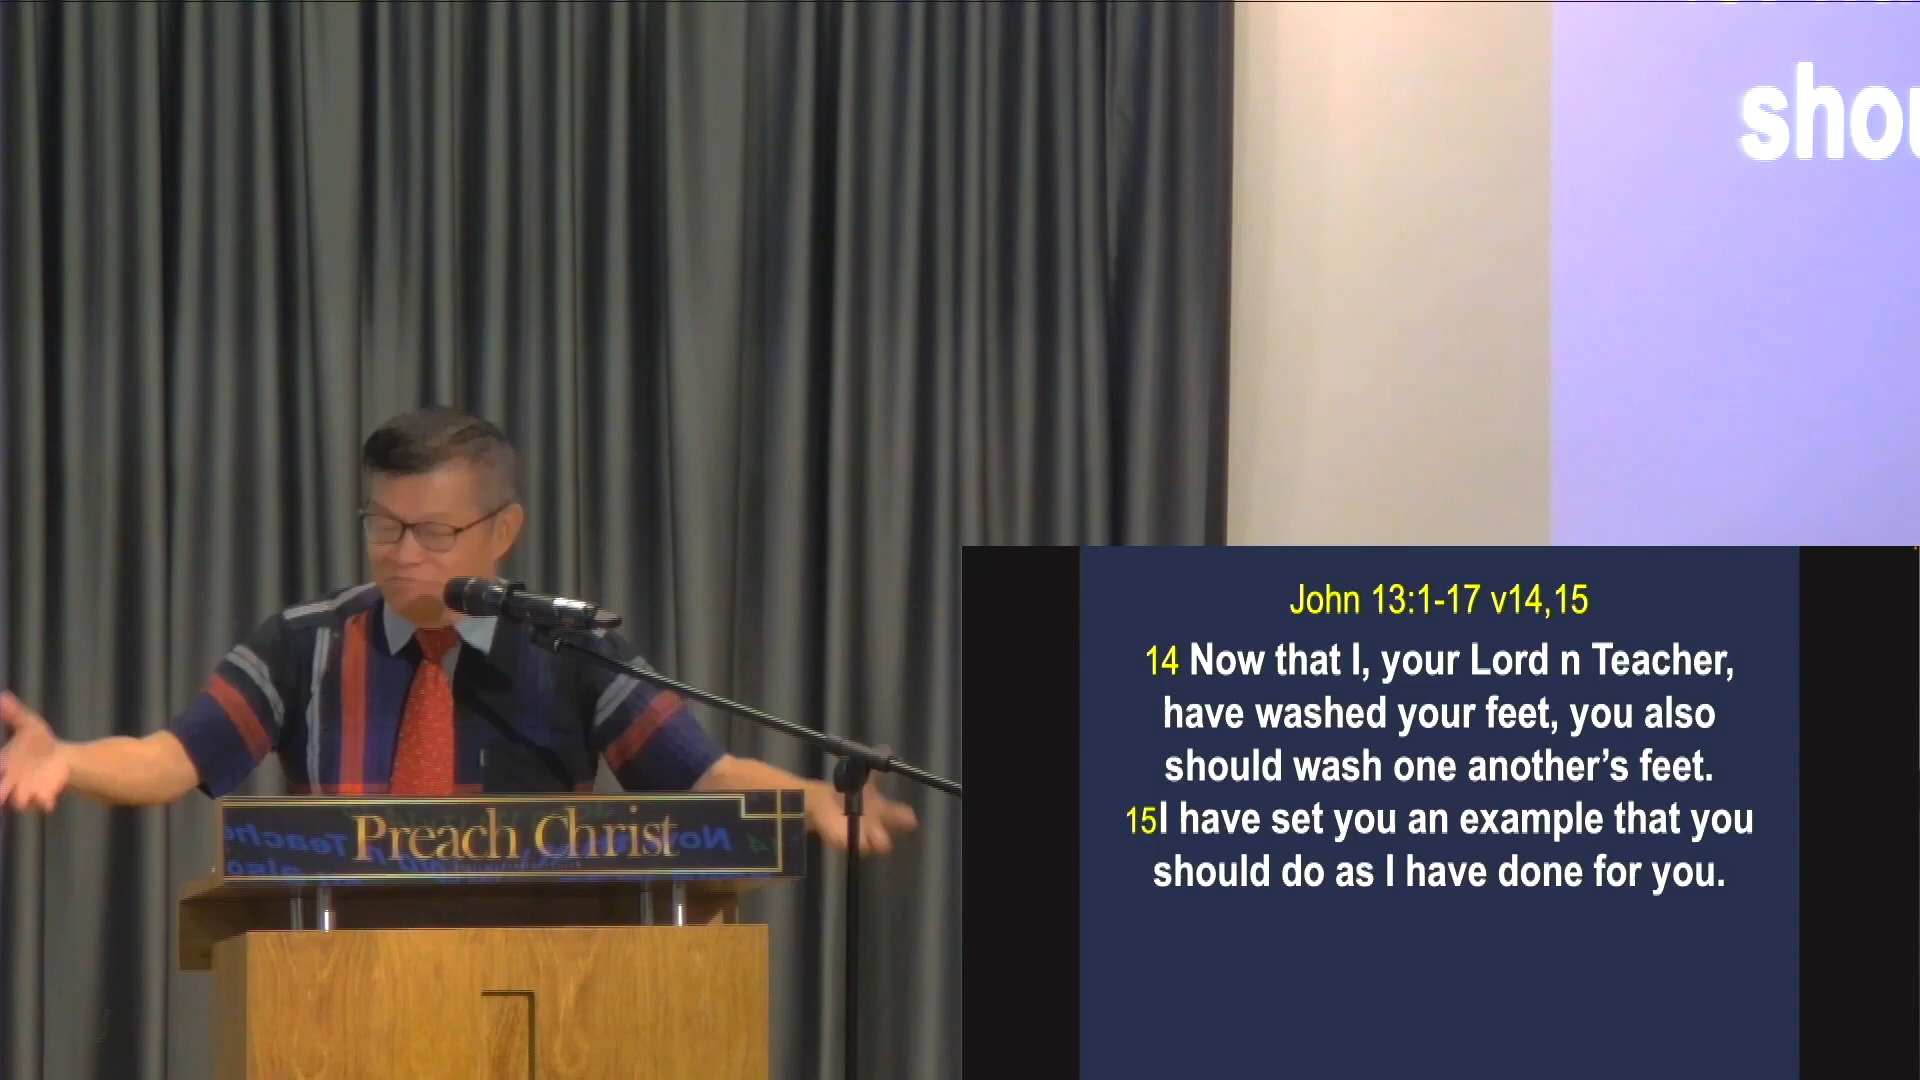 shou
John 13:1-17 v14,15
14 Now that I, your Lord n Teacher,
have washed your feet, you also
should wash one another’s feet.
15I have set you an example that you
should do as I have done for you.
Preach Christ